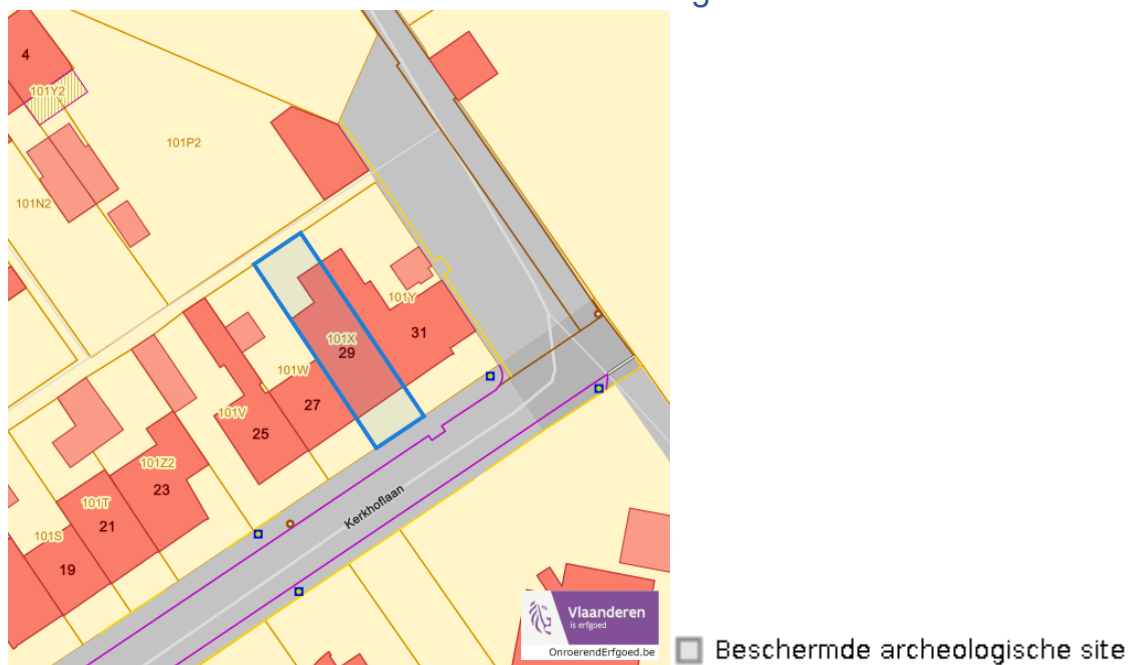 4
101Y2
101P2
101N2
101Y
31
101X
29
101W
27
101V
25
101Z2
23
101T
21
101S
19
Kerkhoflaan
Vlaanderen
is erfgoed
OnroerendErfgoed.be
Beschermde archeologische site